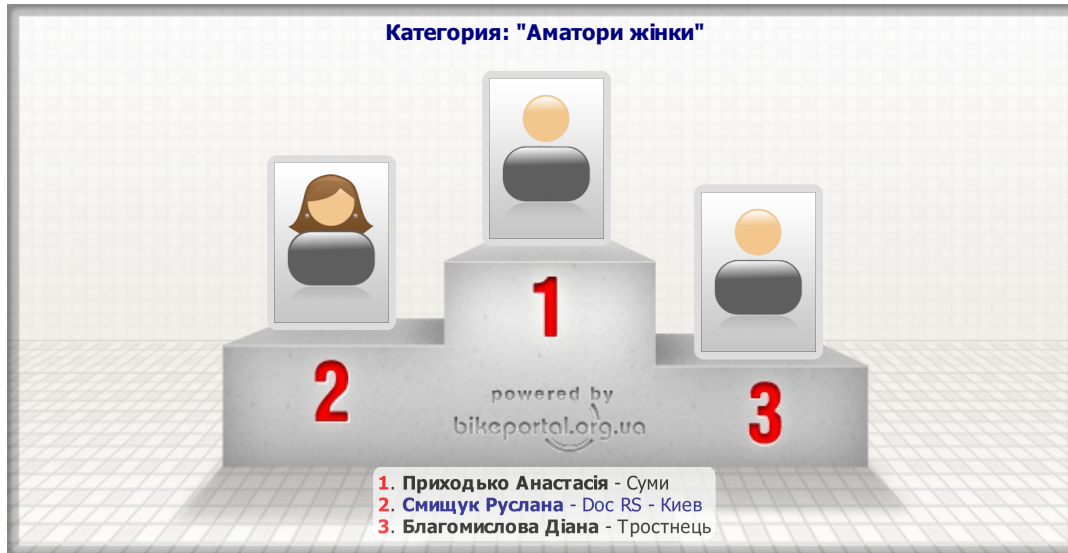 Категория: "Аматори жінки"
1
2
3
powered by
bikeportal.org.ua
1. Приходько Анастасія - Суми
2. Смищук Руслана - Doc RS - Киев
3. Благомислова Діана - Тростнець